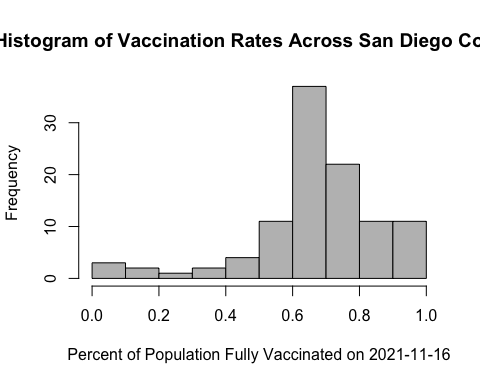 Histogram of Vaccination Rates Across San Diego Co
Frequency
30
20
10
0
0.0 0.2 0.4 0.6 0.8 1.0
Percent of Population Fully Vaccinated on 2021-11-16